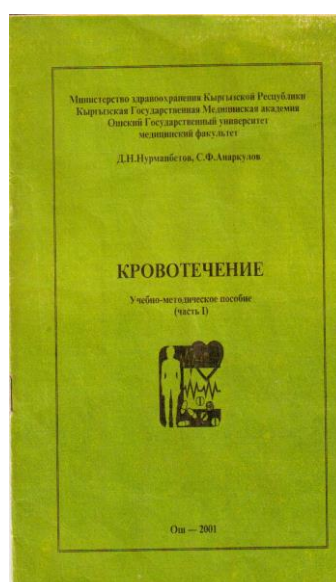 Министерство здравоохранения Кыргызской Республики
Кыргызская Государственная Медицинская академия
Ошский Государственный университет
медицинский факультет
Д.Н.Нурманбетов, С.Ф.Анаркулов
КРОВОТЕЧЕНИЕ
Учебно-методическое пособие
(часть I)
Ош — 2001